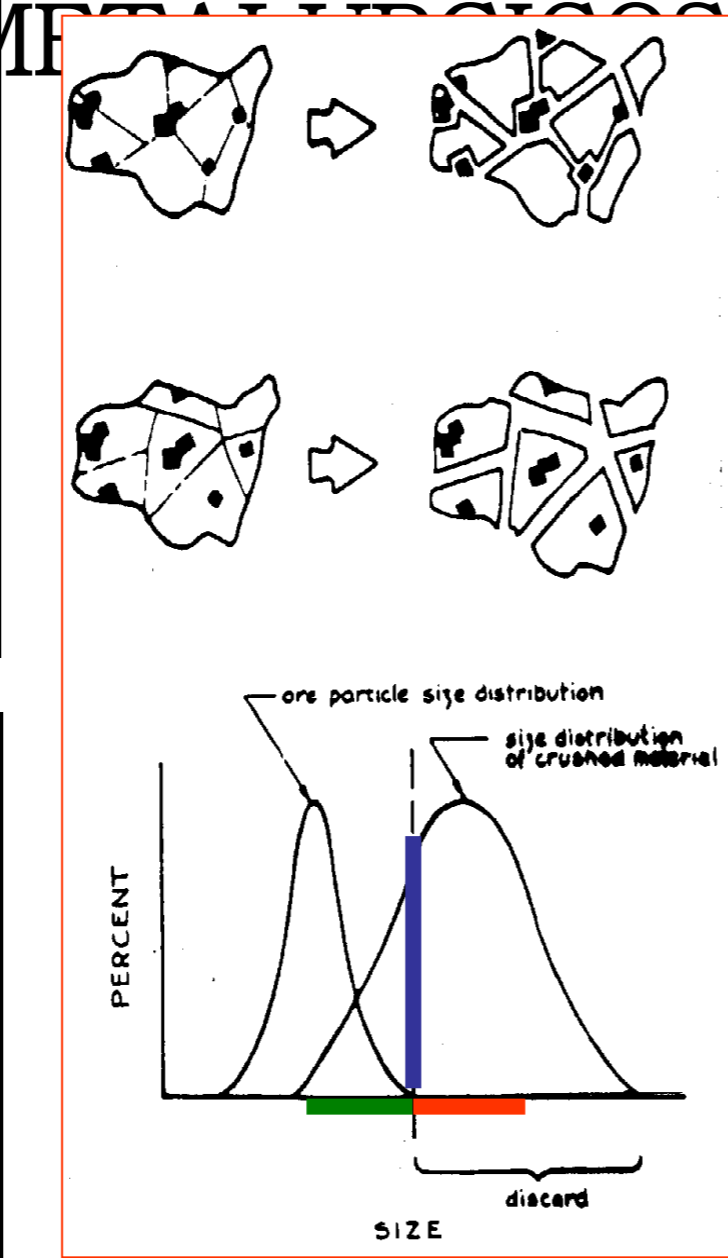 ore particle size distribution
size distribution
of crushed material
PERCENT
discard
SIZE